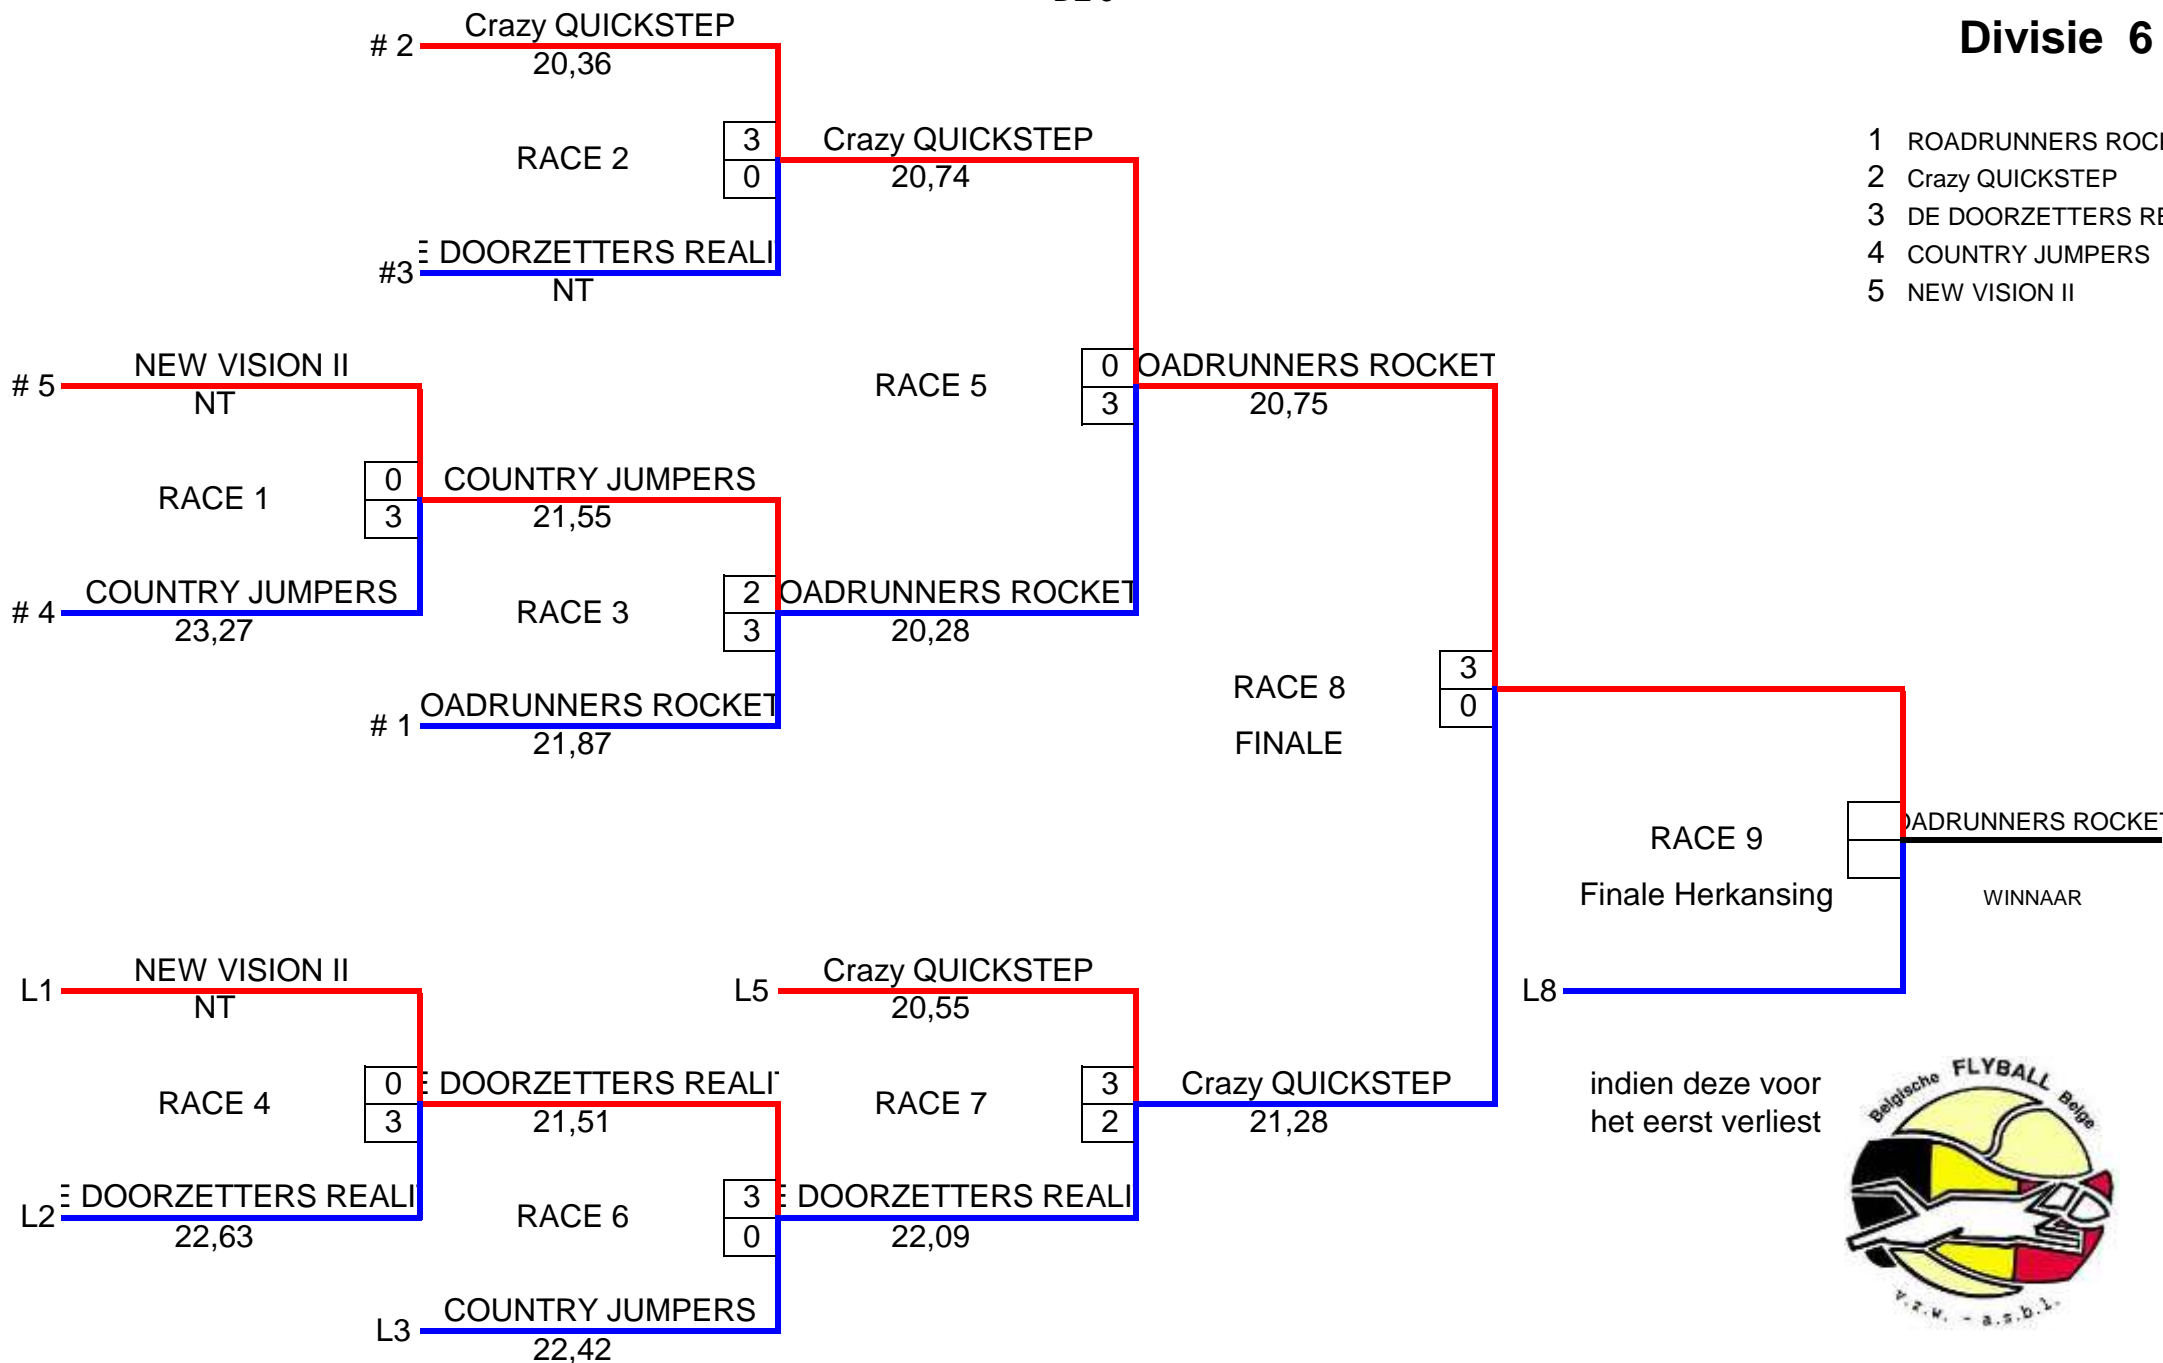 Divisie 6
1 ROADRUNNERS ROCK
2 Crazy QUICKSTEP
3 DE DOORZETTERS RE
4 COUNTRY JUMPERS
5 NEW VISION II
# 2
Crazy QUICKSTEP
20,36
RACE 2
3
0
#3
E DOORZETTERS REALI
NT
Crazy QUICKSTEP
20,74
# 5
NEW VISION II
NT
RACE 1
0
3
# 4
COUNTRY JUMPERS
23,27
COUNTRY JUMPERS
21,55
RACE 3
2
3
# 1
OADRUNNERS ROCKET
21,87
OADRUNNERS ROCKET
20,28
RACE 5
0
3
OADRUNNERS ROCKET
20,75
RACE 8
3
0
FINALE
RACE 9
Finale Herkansing
OADRUNNERS ROCKET
WINNAAR
L8
indien deze voor
het eerst verliest
L1
NEW VISION II
NT
RACE 4
0
3
L2
E DOORZETTERS REALI
22,63
E DOORZETTERS REALI
21,51
RACE 6
3
0
L3
COUNTRY JUMPERS
22,42
L5
Crazy QUICKSTEP
20,55
RACE 7
3
2
E DOORZETTERS REALI
22,09
Crazy QUICKSTEP
21,28
Belgische FLYBALL Belge
v.z.w. - a.s.b.l.